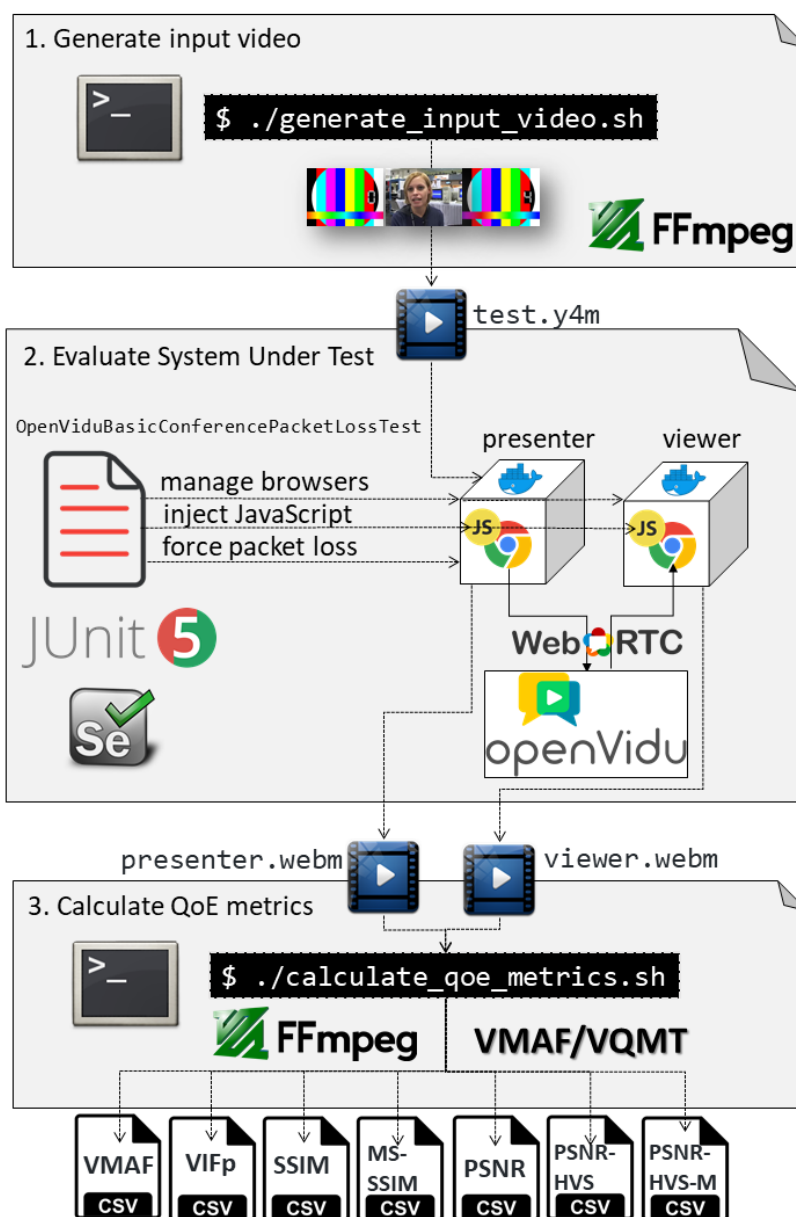 1. Generate input video
>_
$ ./generate_input_video.sh
FFmpeg
test.y4m
2. Evaluate System Under Test
OpenViduBasicConferencePacketLossTest
presenter
viewer
manage browsers
inject JavaScript
force packet loss
JS
JS
JUnit 5
WebRTC
Se
openVidu
presenter.webm
viewer.webm
3. Calculate QoE metrics
>_
$ ./calculate_qoe_metrics.sh
FFmpeg
VMAF/VQMT
VMAF
CSV
VIFp
CSV
SSIM
CSV
MS-
SSIM
CSV
PSNR
CSV
PSNR-
HVS
CSV
PSNR-
HVS-M
CSV